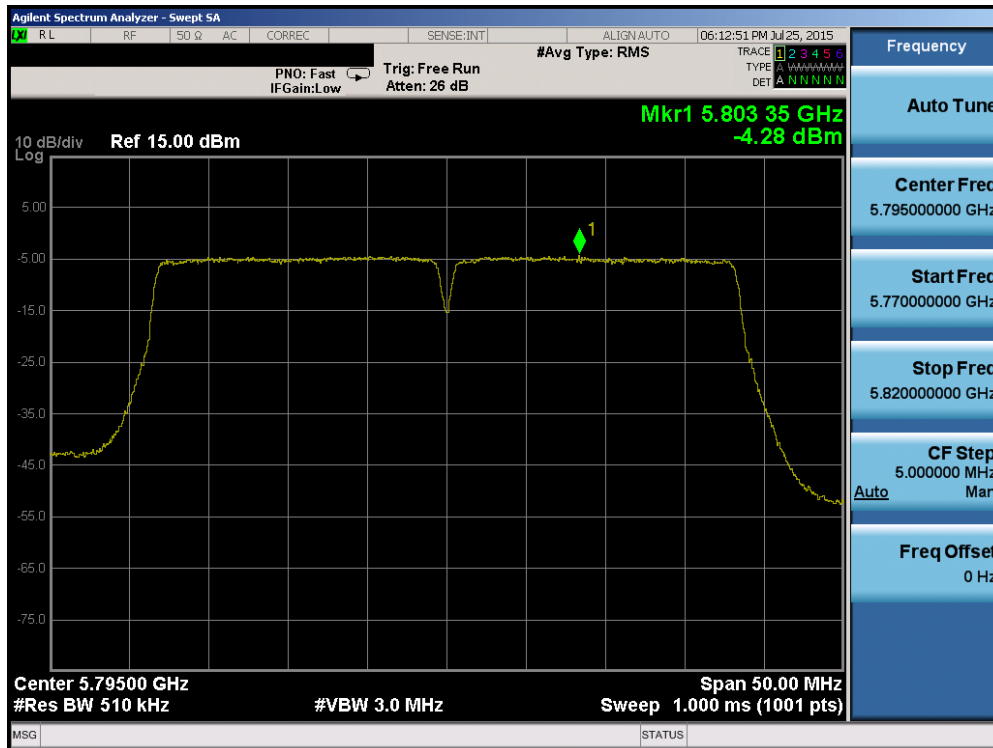 Agilent Spectrum Analyzer - Swept SA
LXI RL RF 50 Ω AC CORREC SENSE:INT ALIGN AUTO 06:12:51 PM Jul 25, 2015
#Avg Type: RMS TRACE 1 2 3 4 5 6
PNO: Fast Trig: Free Run TYPE A WWWWW
IFGain:Low Atten: 26 dB DET A N N N N N
Mkr1 5.803 35 GHz
-4.28 dBm
10 dB/div Ref 15.00 dBm
Log
5.00
1
-5.00
-15.0
-25.0
-35.0
-45.0
-55.0
-65.0
-75.0
Center 5.79500 GHz Span 50.00 MHz
#Res BW 510 kHz #VBW 3.0 MHz Sweep 1.000 ms (1001 pts)
MSG STATUS
Frequency
Auto Tune
Center Freq
5.795000000 GHz
Start Freq
5.770000000 GHz
Stop Freq
5.820000000 GHz
CF Step
5.000000 MHz
Auto Man
Freq Offset
0 Hz